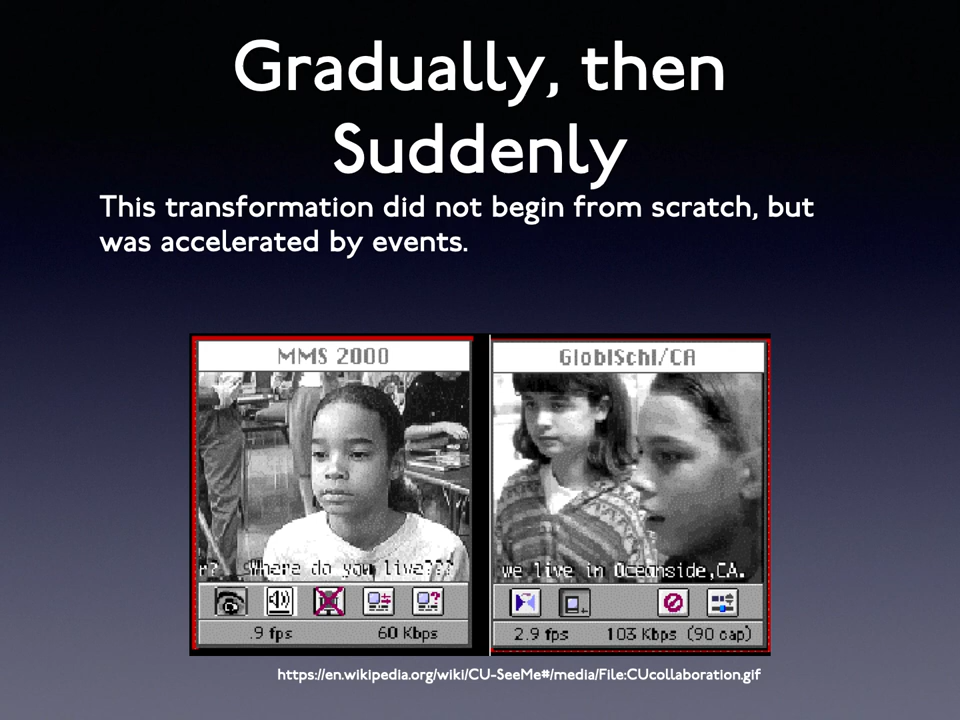 Gradually, then
Suddenly
This transformation did not begin from scratch, but
was accelerated by events.
MMS 2000
GloblSchl/CA
r? Where do you live???
we live in Oceanside,CA.
.9 fps 60 Kbps
2.9 fps 103 Kbps (90 cap)
https://en.wikipedia.org/wiki/CU-SeeMe#/media/File:CUcollaboration.gif